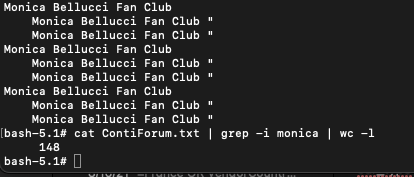 Monica Bellucci Fan Club
Monica Bellucci Fan Club "
Monica Bellucci Fan Club "
Monica Bellucci Fan Club
Monica Bellucci Fan Club "
Monica Bellucci Fan Club "
Monica Bellucci Fan Club
Monica Bellucci Fan Club "
Monica Bellucci Fan Club "
[bash-5.1# cat ContiForum.txt | grep -i monica | wc -l
148
bash-5.1#